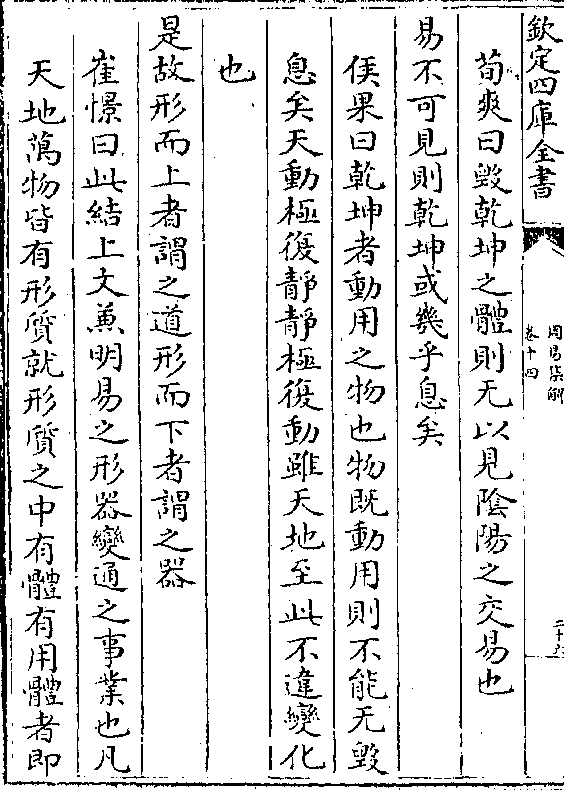 欽定四庫全書
周易集解
卷十四
二十六
荀爽曰毀乾坤之體則无以見陰陽之交易也
易不可見則乾坤或幾乎息矣
侯果曰乾坤者動用之物也物既動用則不能无毀
息矣天動極復靜靜極復動雖天地至此不違變化
也
是故形而上者謂之道形而下者謂之器
崔憬曰此結上文兼明易之形器變通之事業也凡
天地萬物皆有形質就形質之中有體有用體者即